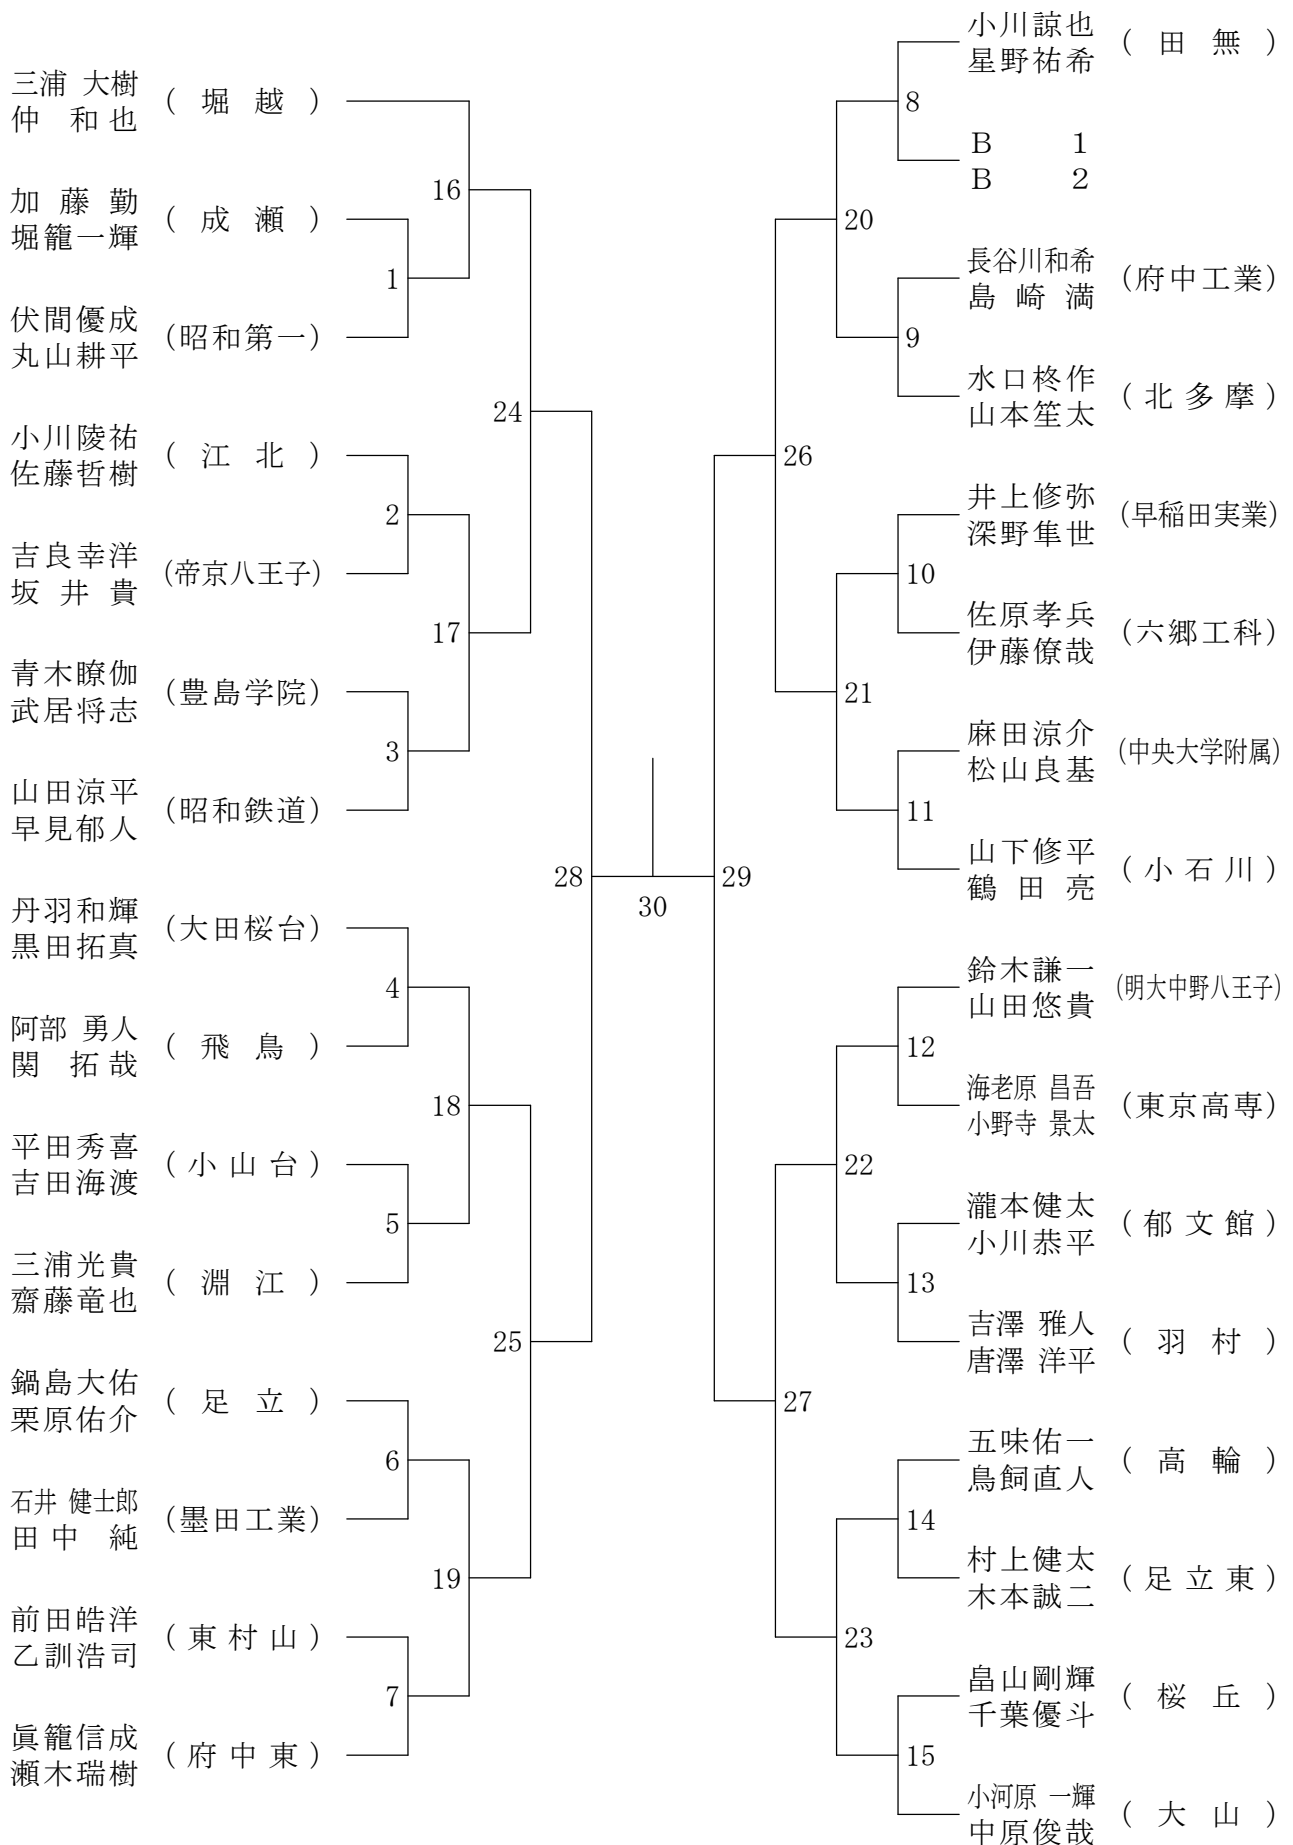 三浦 大樹
仲 和也
(堀越)
加藤勤
堀籠一輝
(成瀬)
伏間優成
丸山耕平
(昭和第一)
小川陵祐
佐藤哲樹
(江北)
吉良幸洋
坂井貴
(帝京八王子)
青木瞭伽
武居将志
(豊島学院)
山田涼平
早見郁人
(昭和鉄道)
丹羽和輝
黒田拓真
(大田桜台)
阿部 勇人
関 拓哉
(飛鳥)
平田秀喜
吉田海渡
(小山台)
三浦光貴
齋藤竜也
(淵江)
鍋島大佑
栗原佑介
(足立)
石井 健士郎
田中 純
(墨田工業)
前田皓洋
乙訓浩司
(東村山)
眞籠信成
瀬木瑞樹
(府中東)
1
2
3
4
5
6
7
16
17
18
19
24
25
28
30
29
26
27
20
21
22
23
8
9
10
11
12
13
14
15
小川諒也
星野祐希
(田無)
B 1
B 2
長谷川和希
島崎満
(府中工業)
水口柊作
山本笙太
(北多摩)
井上修弥
深野隼世
(早稲田実業)
佐原孝兵
伊藤僚哉
(六郷工科)
麻田涼介
松山良基
(中央大学附属)
山下修平
鶴田亮
(小石川)
鈴木謙一
山田悠貴
(明大中野八王子)
海老原 昌吾
小野寺 景太
(東京高専)
瀧本健太
小川恭平
(郁文館)
吉澤 雅人
唐澤 洋平
(羽村)
五味佑一
鳥飼直人
(高輪)
村上健太
木本誠二
(足立東)
畠山剛輝
千葉優斗
(桜丘)
小河原 一輝
中原俊哉
(大山)